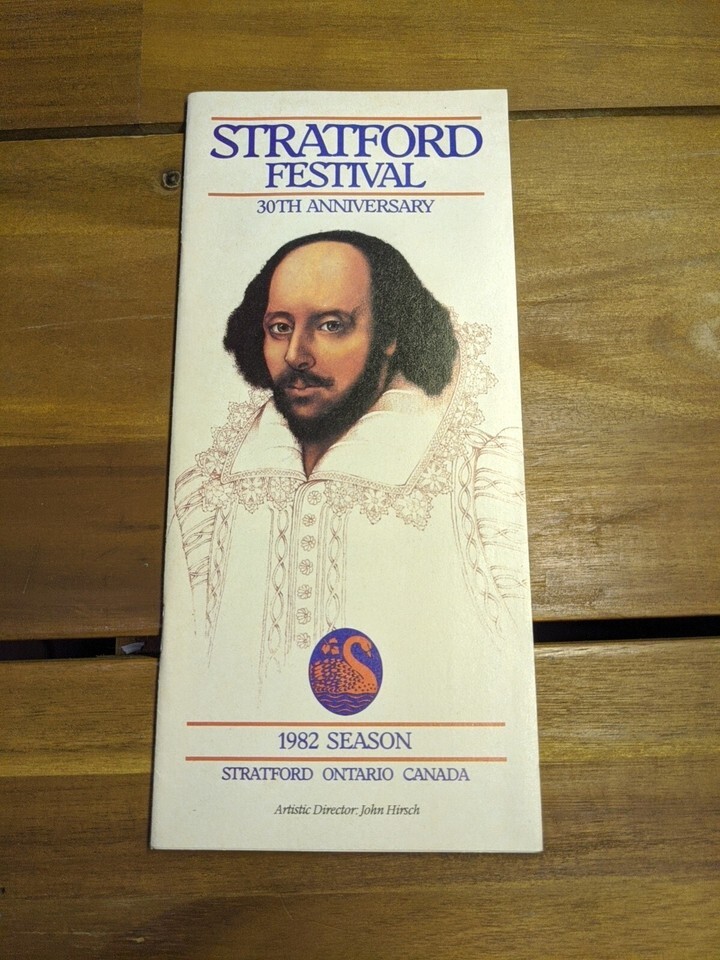 STRATFORD
FESTIVAL
30TH ANNIVERSARY
1982 SEASON
STRATFORD ONTARIO CANADA
Artistic Director: John Hirsch